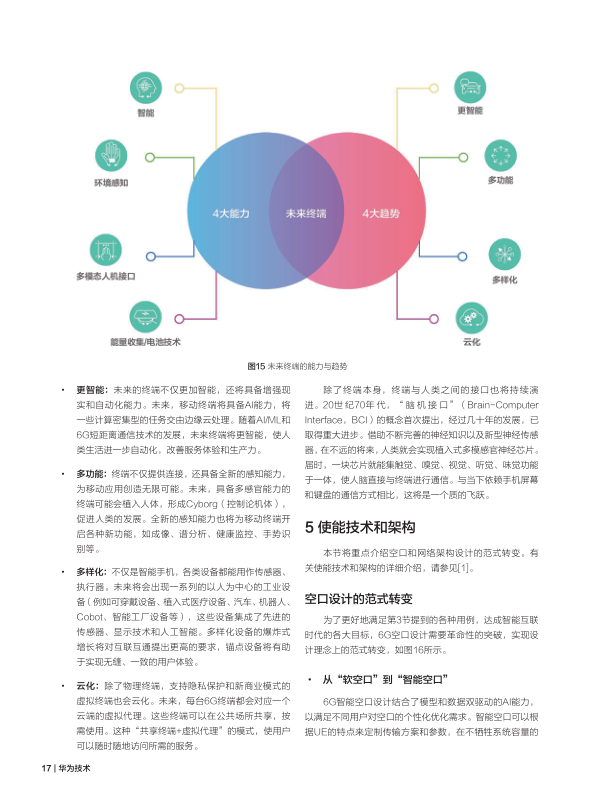 智能
更智能
环境感知
多功能
4大能力
未来终端
4大趋势
多模态人机接口
多样化
能量收集/电池技术
云化
图15 未来终端的能力与趋势
• 更智能：未来的终端不仅更加智能，还将具备增强现
实和自动化能力。未来，移动终端将具备AI能力，将
一些计算密集型的任务交由边缘云处理。随着AI/ML和
6G短距离通信技术的发展，未来终端将更智能，使人
类生活进一步自动化，改善服务体验和生产力。
• 多功能：终端不仅提供连接，还具备全新的感知能力，
为移动应用创造无限可能。未来，具备多感官能力的
终端可能会植入人体，形成Cyborg（控制论机体），
促进人类的发展。全新的感知能力也将为移动终端开
启各种新功能，如成像、谱分析、健康监控、手势识
别等。
• 多样化：不仅是智能手机，各类设备都能用作传感器、
执行器。未来将会出现一系列的以人为中心的工业设
备（例如可穿戴设备、植入式医疗设备、汽车、机器人、
Cobot、智能工厂设备等），这些设备集成了先进的
传感器、显示技术和人工智能。多样化设备的爆炸式
增长将对互联互通提出更高的要求，锚点设备将有助
于实现无缝、一致的用户体验。
• 云化：除了物理终端，支持隐私保护和新商业模式的
虚拟终端也会云化。未来，每台6G终端都会对应一个
云端的虚拟代理。这些终端可以在公共场所共享，按
需使用。这种“共享终端+虚拟代理”的模式，使用户
可以随时随地访问所需的服务。
除了终端本身，终端与人类之间的接口也将持续演
进。20世纪70年代，“脑机接口”（Brain-Computer
Interface，BCI）的概念首次提出，经过几十年的发展，已
取得重大进步。借助不断完善的神经知识以及新型神经传感
器，在不远的将来，人类就会实现植入式多模感官神经芯片。
届时，一块芯片就能集触觉、嗅觉、视觉、听觉、味觉功能
于一体，使人脑直接与终端进行通信。与当下依赖手机屏幕
和键盘的通信方式相比，这将是一个质的飞跃。
5 使能技术和架构
本节将重点介绍空口和网络架构设计的范式转变。有
关使能技术和架构的详细介绍，请参见[1]。
空口设计的范式转变
为了更好地满足第3节提到的各种用例，达成智能互联
时代的各大目标，6G空口设计需要革命性的突破，实现设
计理念上的范式转变，如图16所示。
• 从“软空口”到“智能空口”
6G智能空口设计结合了模型和数据双驱动的AI能力，
以满足不同用户对空口的个性化优化需求。智能空口可以根
据UE的特点来定制传输方案和参数，在不牺牲系统容量的
17 | 华为技术